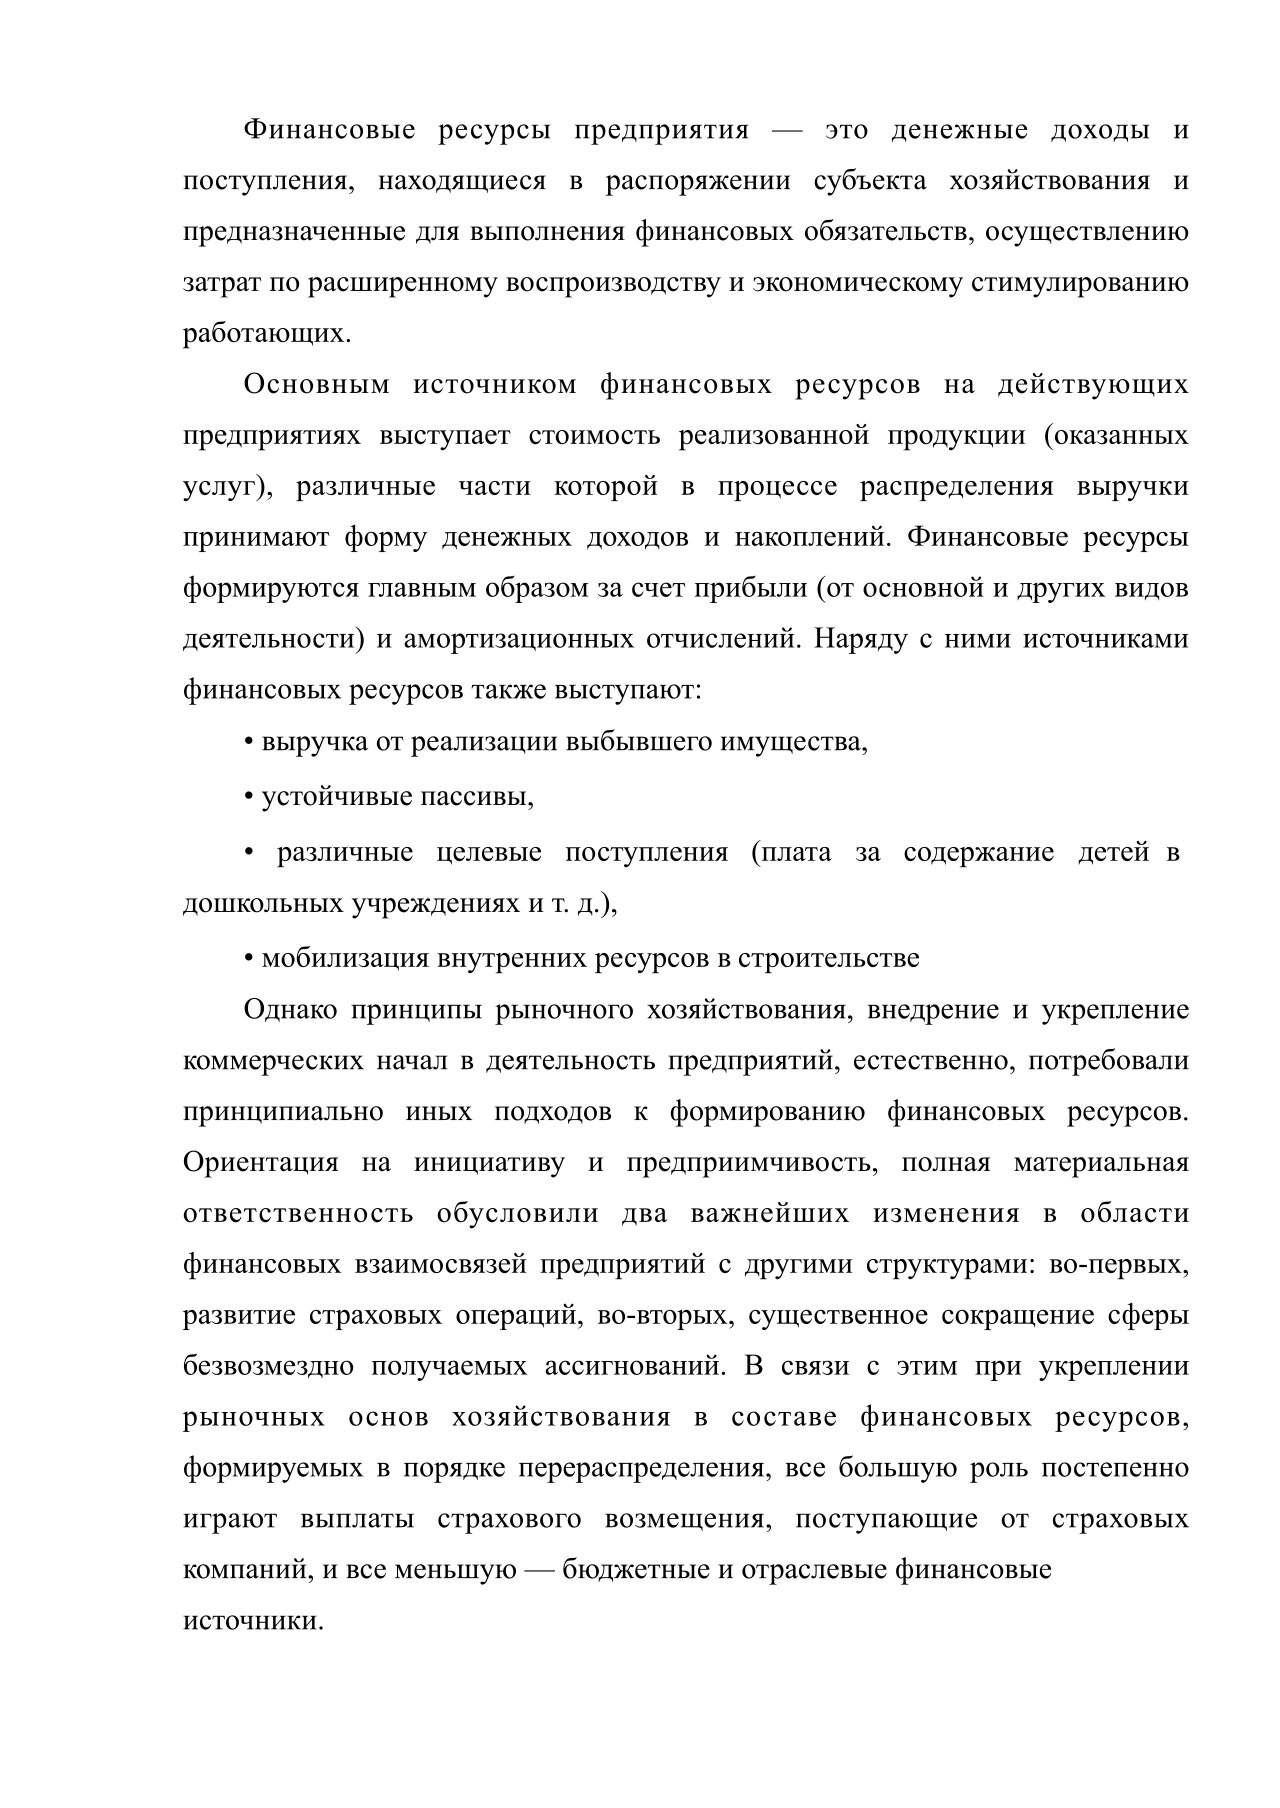 Финансовые ресурсы предприятия — это денежные доходы и
поступления, находящиеся в распоряжении субъекта хозяйствования и
предназначенные для выполнения финансовых обязательств, осуществлению
затрат по расширенному воспроизводству и экономическому стимулированию
работающих.
Основным источником финансовых ресурсов на действующих
предприятиях выступает стоимость реализованной продукции (оказанных
услуг), различные части которой в процессе распределения выручки
принимают форму денежных доходов и накоплений. Финансовые ресурсы
формируются главным образом за счет прибыли (от основной и других видов
деятельности) и амортизационных отчислений. Наряду с ними источниками
финансовых ресурсов также выступают:
• выручка от реализации выбывшего имущества,
• устойчивые пассивы,
• различные целевые поступления (плата за содержание детей в
дошкольных учреждениях и т. д.),
• мобилизация внутренних ресурсов в строительстве
Однако принципы рыночного хозяйствования, внедрение и укрепление
коммерческих начал в деятельность предприятий, естественно, потребовали
принципиально иных подходов к формированию финансовых ресурсов.
Ориентация на инициативу и предприимчивость, полная материальная
ответственность обусловили два важнейших изменения в области
финансовых взаимосвязей предприятий с другими структурами: во-первых,
развитие страховых операций, во-вторых, существенное сокращение сферы
безвозмездно получаемых ассигнований. В связи с этим при укреплении
рыночных основ хозяйствования в составе финансовых ресурсов,
формируемых в порядке перераспределения, все большую роль постепенно
играют выплаты страхового возмещения, поступающие от страховых
компаний, и все меньшую — бюджетные и отраслевые финансовые
источники.